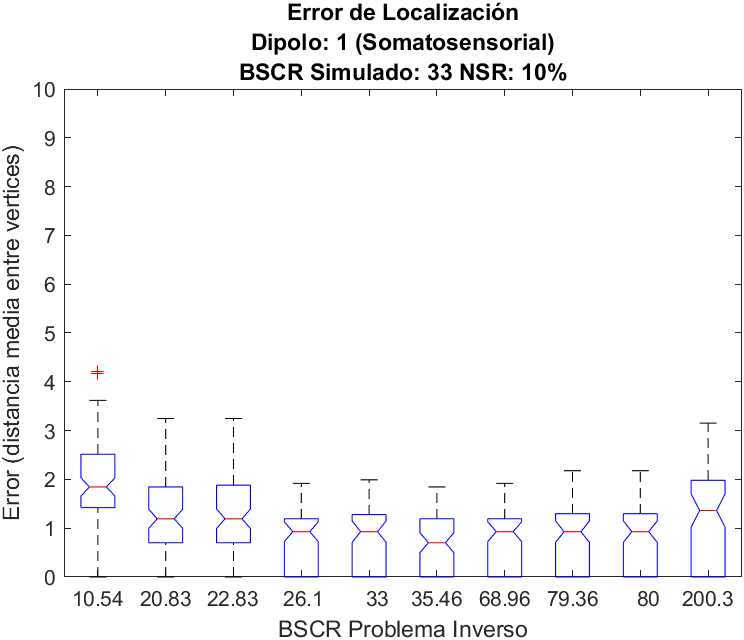 Error de Localización
Dipolo: 1 (Somatosensorial)
BSCR Simulado: 33 NSR: 10%
10
9
8
7
6
5
4
3
2
1
0
Error (distancia media entre vertices)
10.54 20.83 22.83 26.1 33 35.46 68.96 79.36 80 200.3
BSCR Problema Inverso